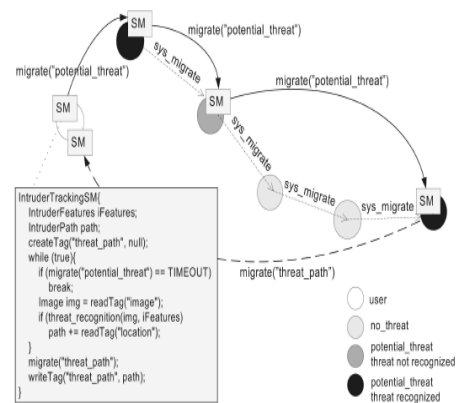 SM
migrate("potential_threat")
sys_migrate
migrate("potential_threat")
SM
SM
migrate("potential_threat")
SM
sys_migrate
sys_migrate
sys_migrate
SM
IntruderTrackingSM{
IntruderFeatures iFeatures;
IntruderPath path;
createTag("threat_path", null);
while (true){
if (migrate("potential_threat") == TIMEOUT)
break;
Image img = readTag("image");
if (threat_recognition(img, iFeatures)
path += readTag("location");
}
migrate("threat_path");
writeTag("threat_path", path);
}
migrate("threat_path")
user
no_threat
potential_threat
threat not recognized
potential_threat
threat recognized